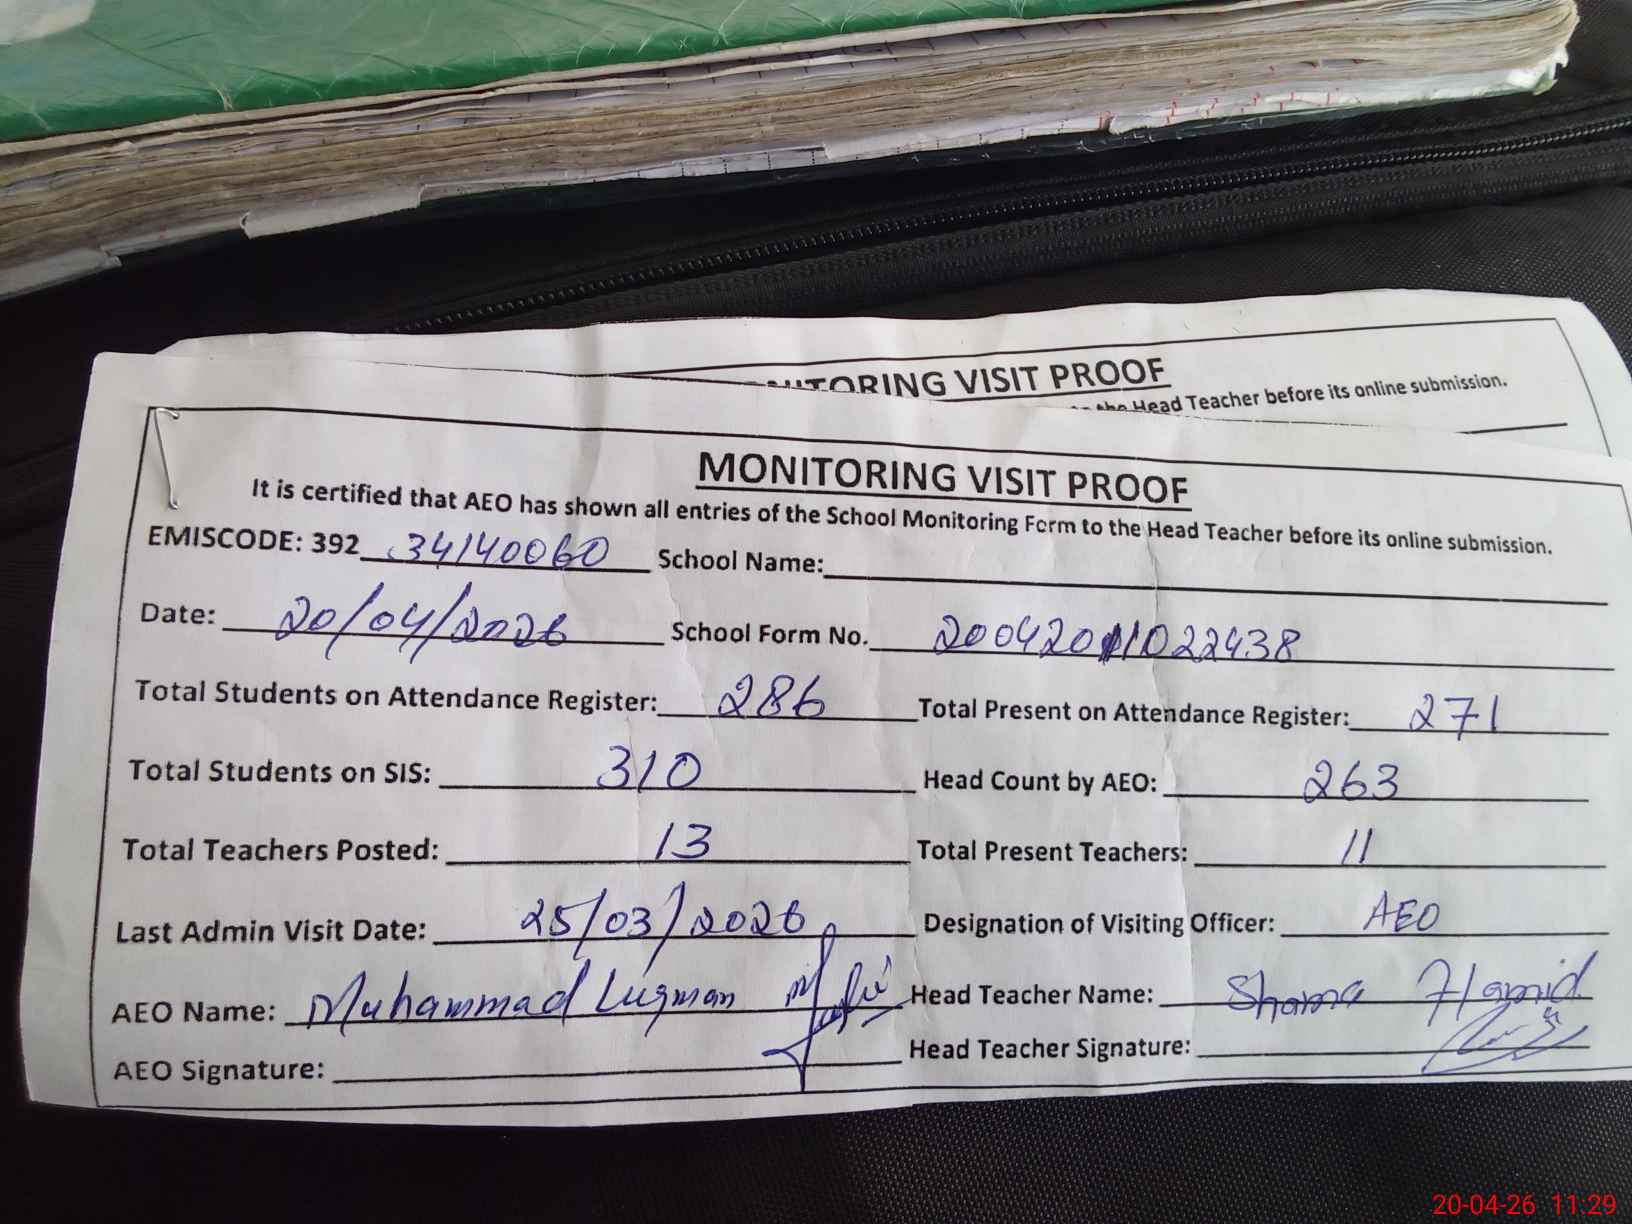 MONITORING VISIT PROOF
the Head Teacher before its online submission.
MONITORING VISIT PROOF
It is certified that AEO has shown all entries of the School Monitoring Form to the Head Teacher before its online submission.
EMISCODE: 392 34140060 School Name:
Date: 20/04/2026 School Form No. 200420 11022438
Total Students on Attendance Register: 286 Total Present on Attendance Register: 271
Total Students on SIS: 310 Head Count by AEO: 263
Total Teachers Posted: 13 Total Present Teachers: 11
Last Admin Visit Date: 25/03/2026 Designation of Visiting Officer: AEO
AEO Name: Muhammad Luqman Head Teacher Name: Shama Hamid
AEO Signature: Head Teacher Signature:
20-04-26 11:29